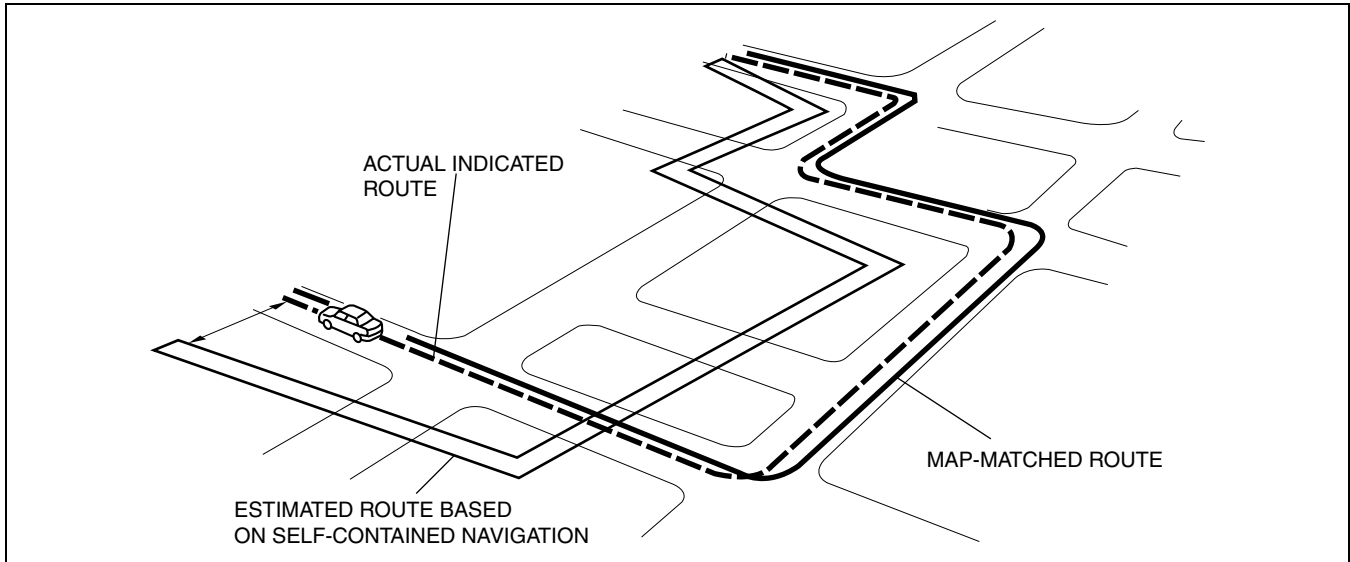 ACTUAL INDICATED
ROUTE
MAP-MATCHED ROUTE
ESTIMATED ROUTE BASED
ON SELF-CONTAINED NAVIGATION